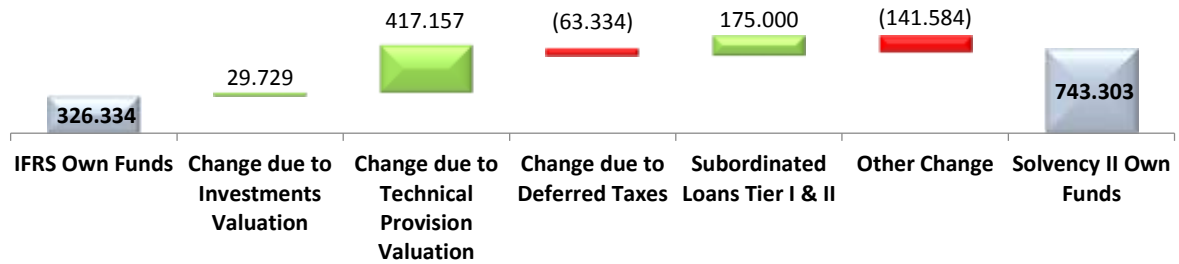 417.157
(63.334)
175.000
(141.584)
29.729
326.334
743.303
IFRS Own Funds
Change due to
Investments
Valuation
Change due to
Technical
Provision
Valuation
Change due to
Deferred Taxes
Subordinated
Loans Tier I & II
Other Change
Solvency II Own
Funds